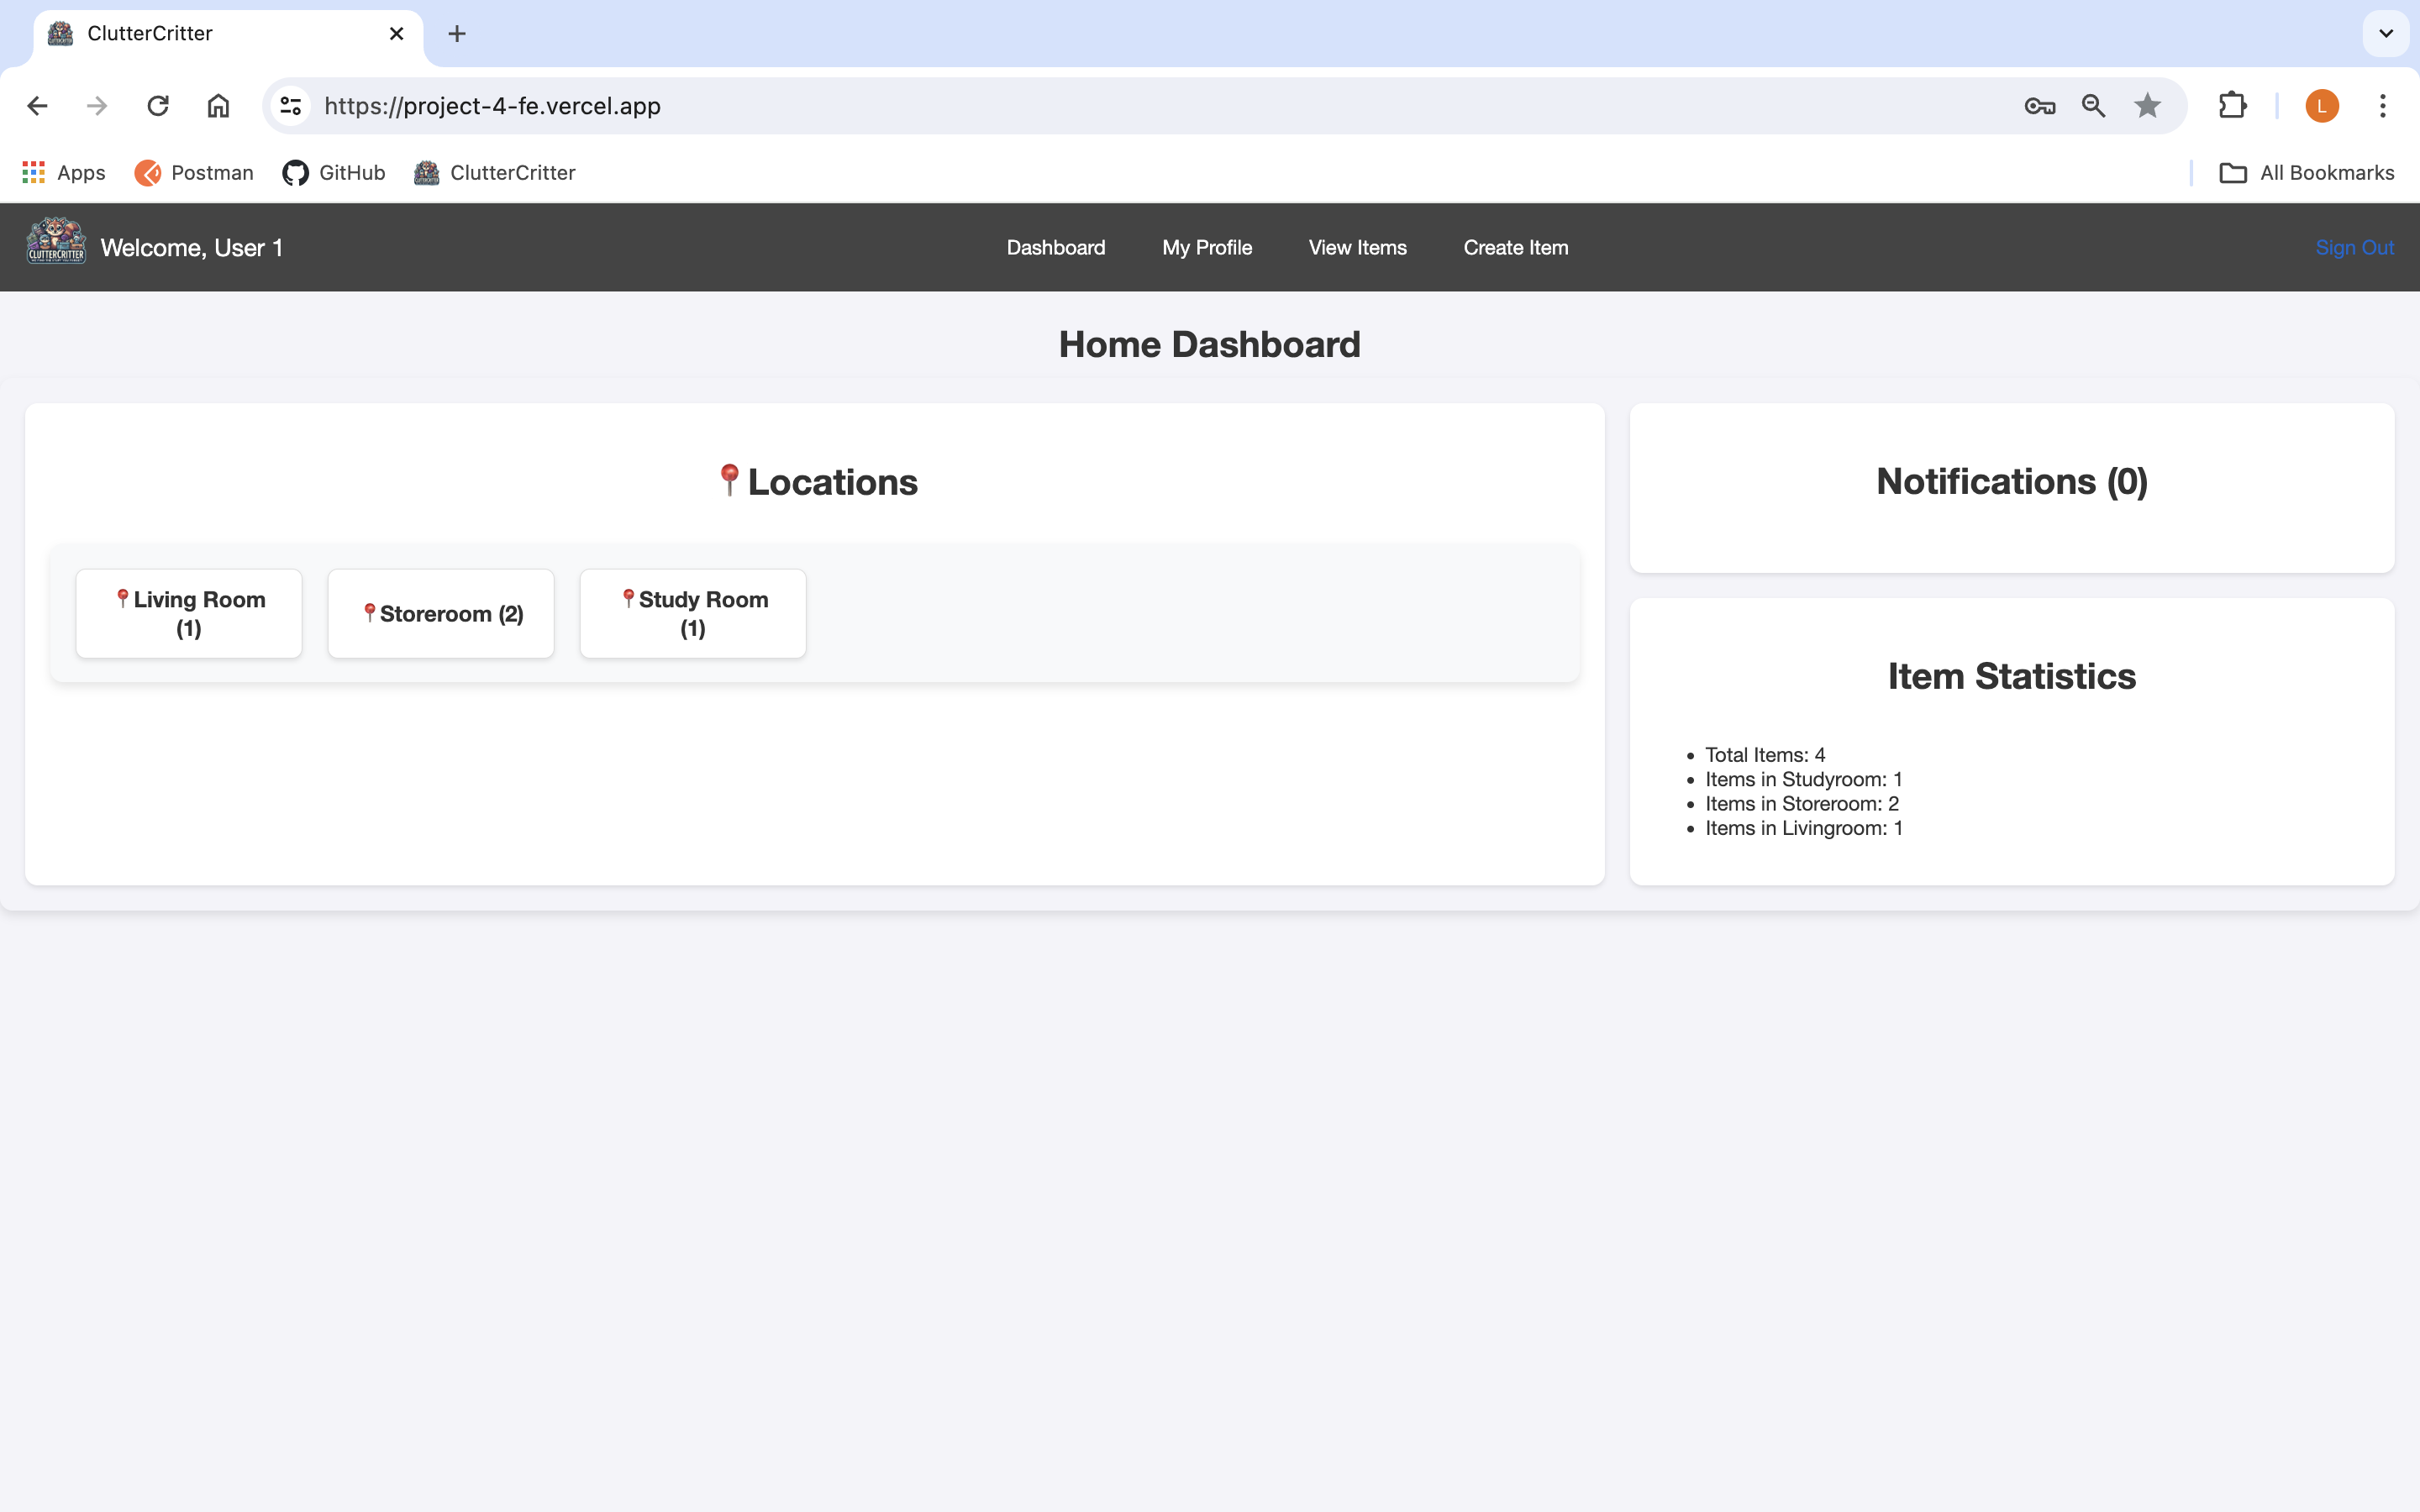 ClutterCritter
https://project-4-fe.vercel.app
L
Apps
Postman
GitHub
ClutterCritter
All Bookmarks
CLUTTERCRITTER
Welcome, User 1
Dashboard
My Profile
View Items
Create Item
Sign Out
Home Dashboard
Locations
Living Room
(1)
Storeroom (2)
Study Room
(1)
Notifications (0)
Item Statistics
Total Items: 4
Items in Studyroom: 1
Items in Storeroom: 2
Items in Livingroom: 1